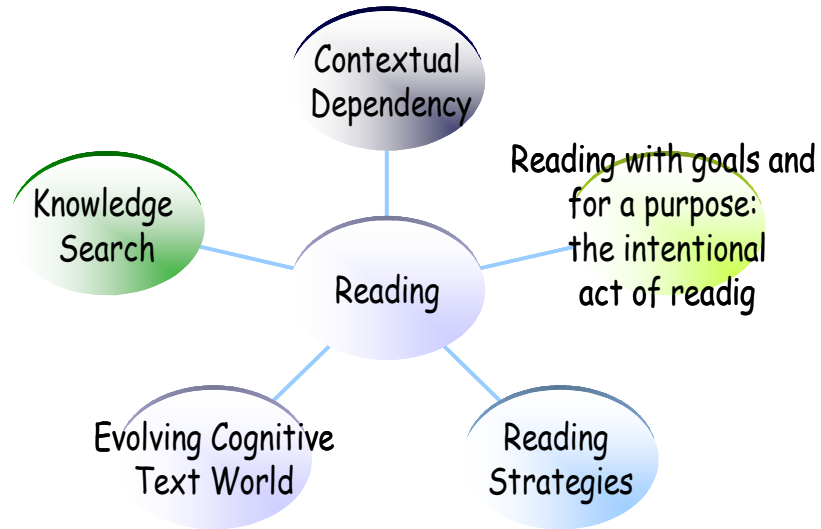 Contextual
Dependency
Reading with goals and
for a purpose:
the intentional
act of readig
Knowledge
Search
Reading
Evolving Cognitive
Text World
Reading
Strategies